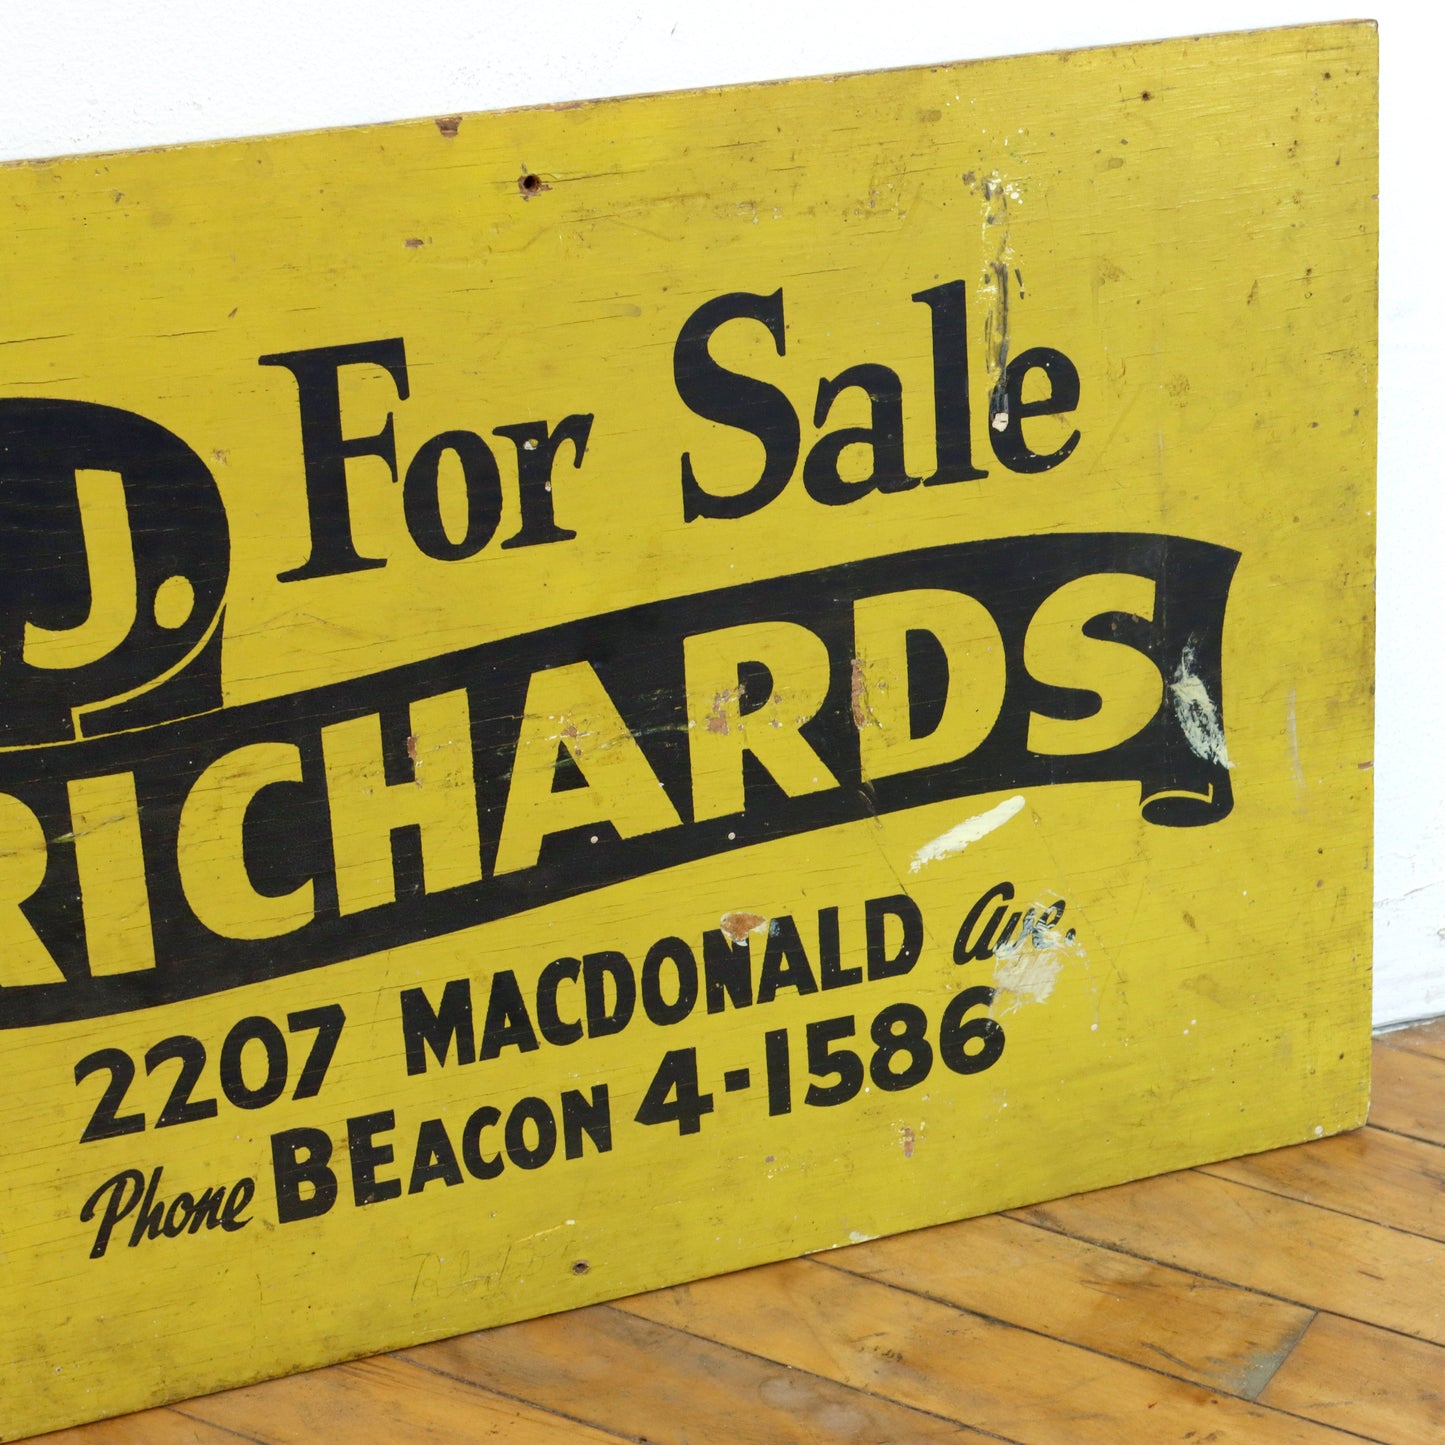 For Sale
J.
RICHARDS
2207 MACDONALD Ave.
Phone BEACON 4-1586